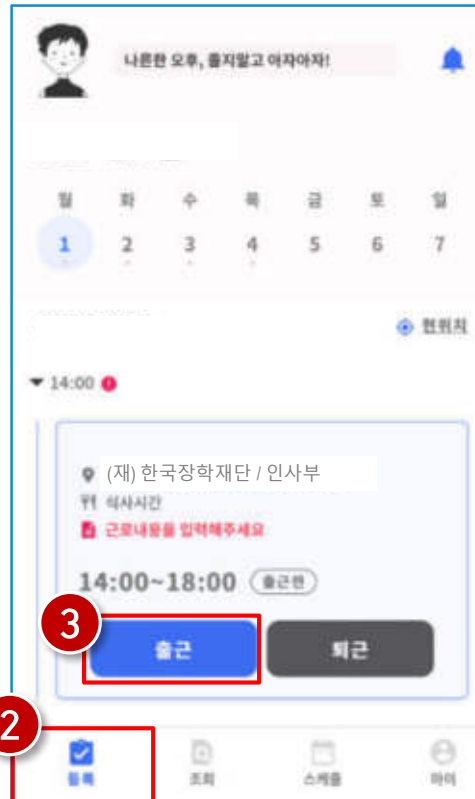 나른한 오후, 졸지말고 아자아자!
월 화 수 목 금 토 일
1 2 3 4 5 6 7
현위치
14:00
(재) 한국장학재단 / 인사부
식사시간
근로내용을 입력해주세요
14:00~18:00 출근전
3
출근 퇴근
2
등록 조회 스케줄 마이